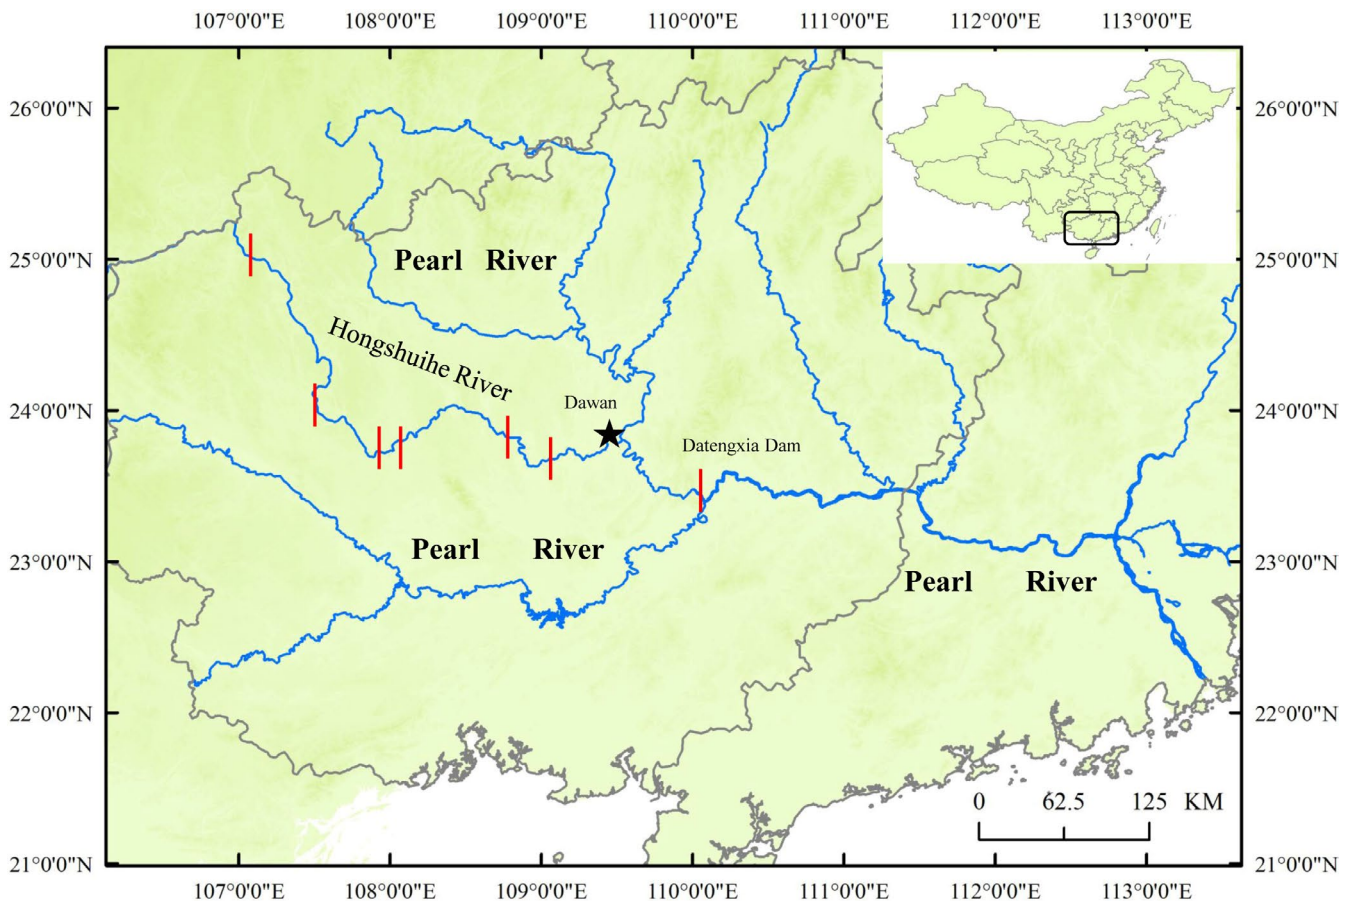 107°0'0"E 108°0'0"E 109°0'0"E 110°0'0"E 111°0'0"E 112°0'0"E 113°0'0"E
26°0'0"N 26°0'0"N
25°0'0"N Pearl River 25°0'0"N
Hongshuihe River
24°0'0"N Dawan 24°0'0"N
Datengxia Dam
Pearl River
23°0'0"N 23°0'0"N
Pearl River
22°0'0"N 22°0'0"N
0 62.5 125 KM
21°0'0"N 21°0'0"N
107°0'0"E 108°0'0"E 109°0'0"E 110°0'0"E 111°0'0"E 112°0'0"E 113°0'0"E